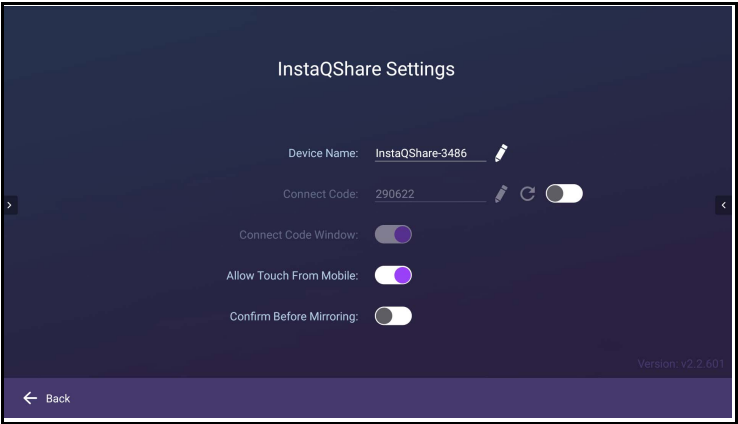 InstaQShare Settings
Device Name: InstaQShare-3486
Connect Code: 290622
Connect Code Window:
Allow Touch From Mobile:
Confirm Before Mirroring:
Version: v2.2.601
Back